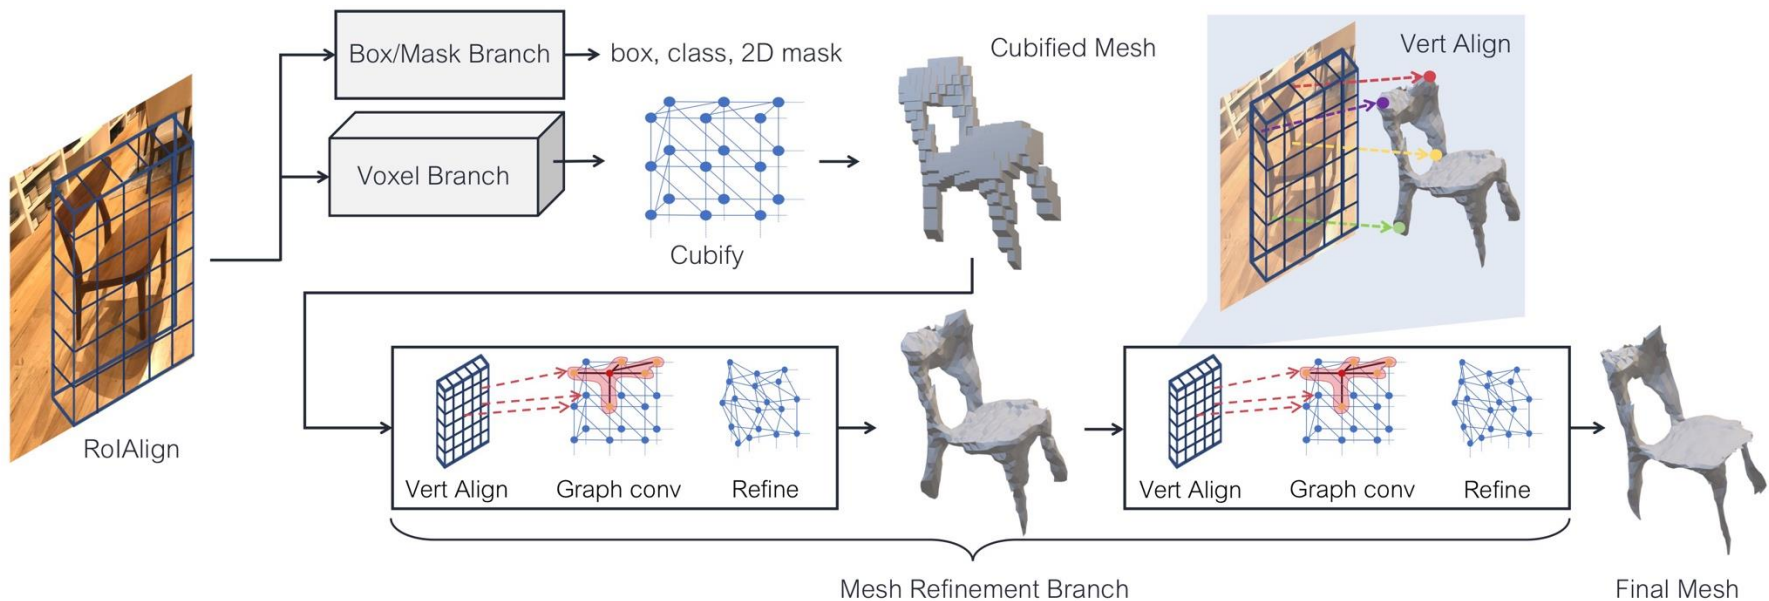 Box/Mask Branch
box, class, 2D mask
Cubified Mesh
Vert Align
Voxel Branch
Cubify
RoIAlign
Vert Align
Graph conv
Refine
Vert Align
Graph conv
Refine
Mesh Refinement Branch
Final Mesh